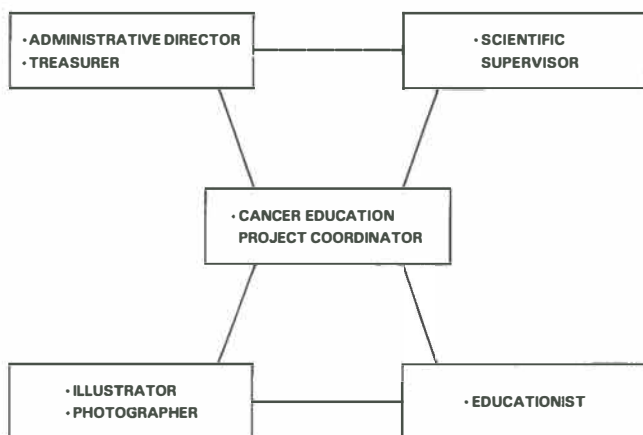 • ADMINISTRATIVE DIRECTOR
• TREASURER
• SCIENTIFIC
SUPERVISOR
• CANCER EDUCATION
PROJECT COORDINATOR
• ILLUSTRATOR
• PHOTOGRAPHER
• EDUCATIONIST